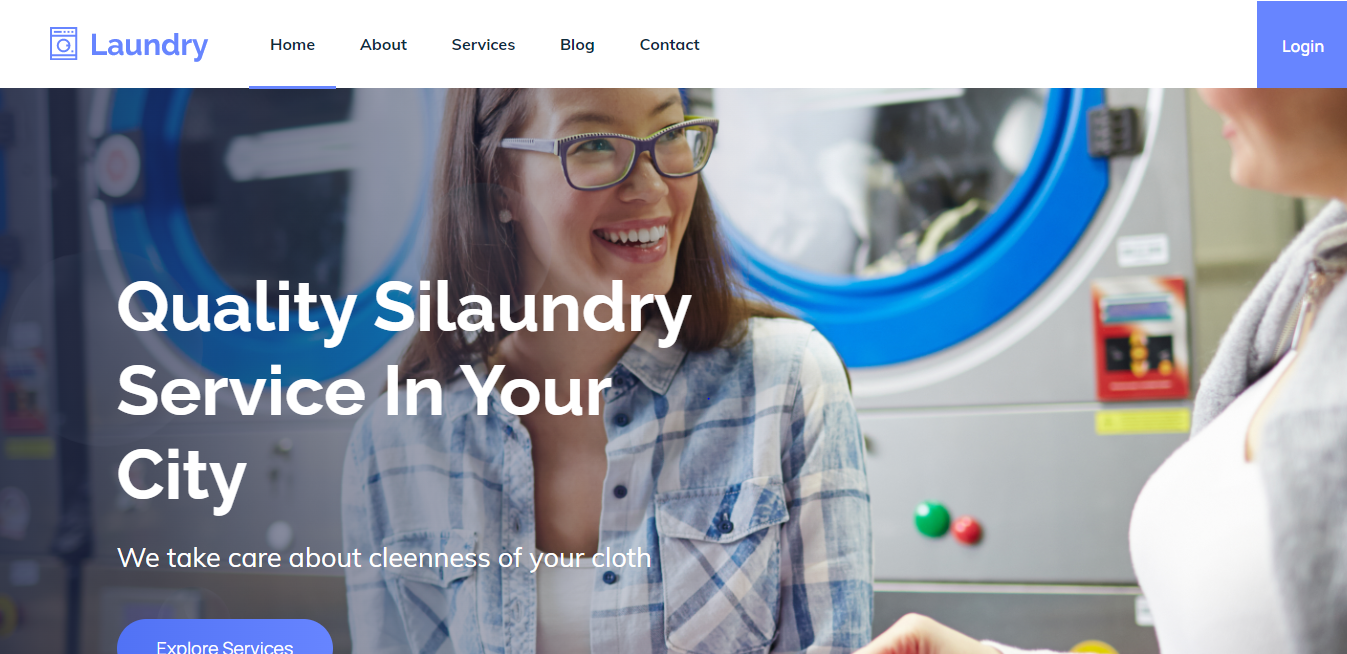 Laundry
Home
About
Services
Blog
Contact
Login
Quality Silaundry
Service In Your
City
We take care about cleenness of your cloth
Explore Services